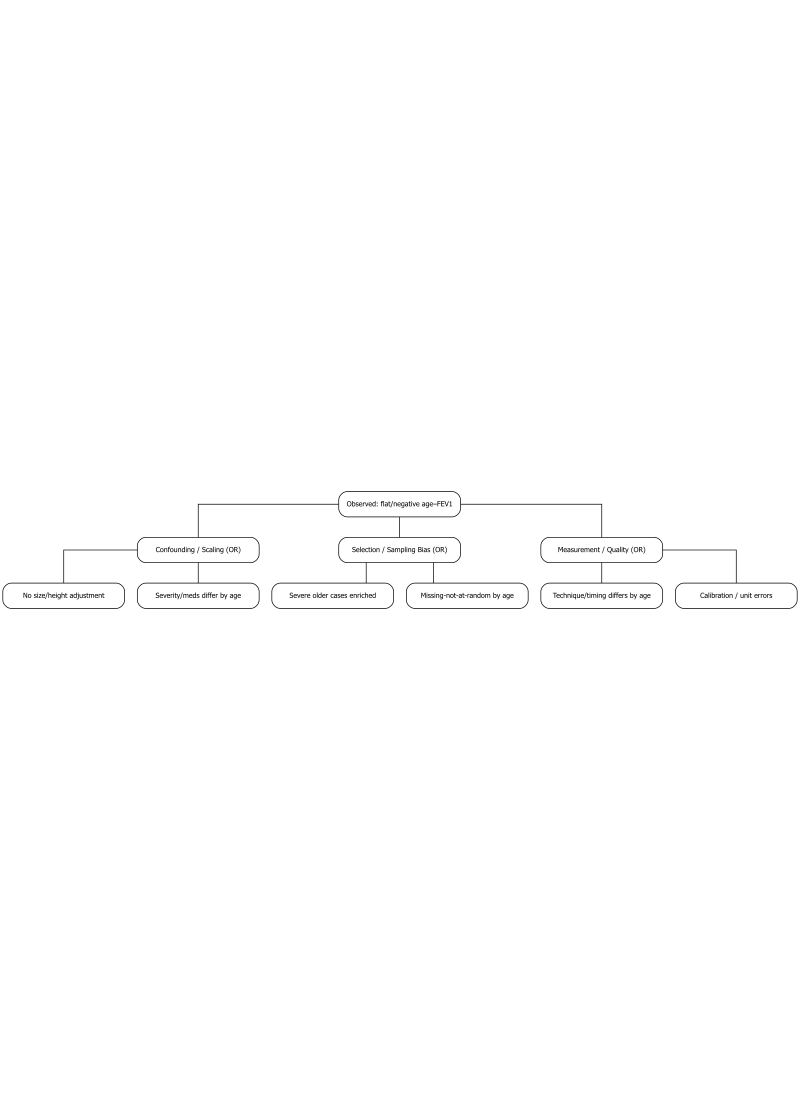 Observed: flat/negative age–FEV1
Confounding / Scaling (OR)
Selection / Sampling Bias (OR)
Measurement / Quality (OR)
No size/height adjustment
Severity/meds differ by age
Severe older cases enriched
Missing-not-at-random by age
Technique/timing differs by age
Calibration / unit errors